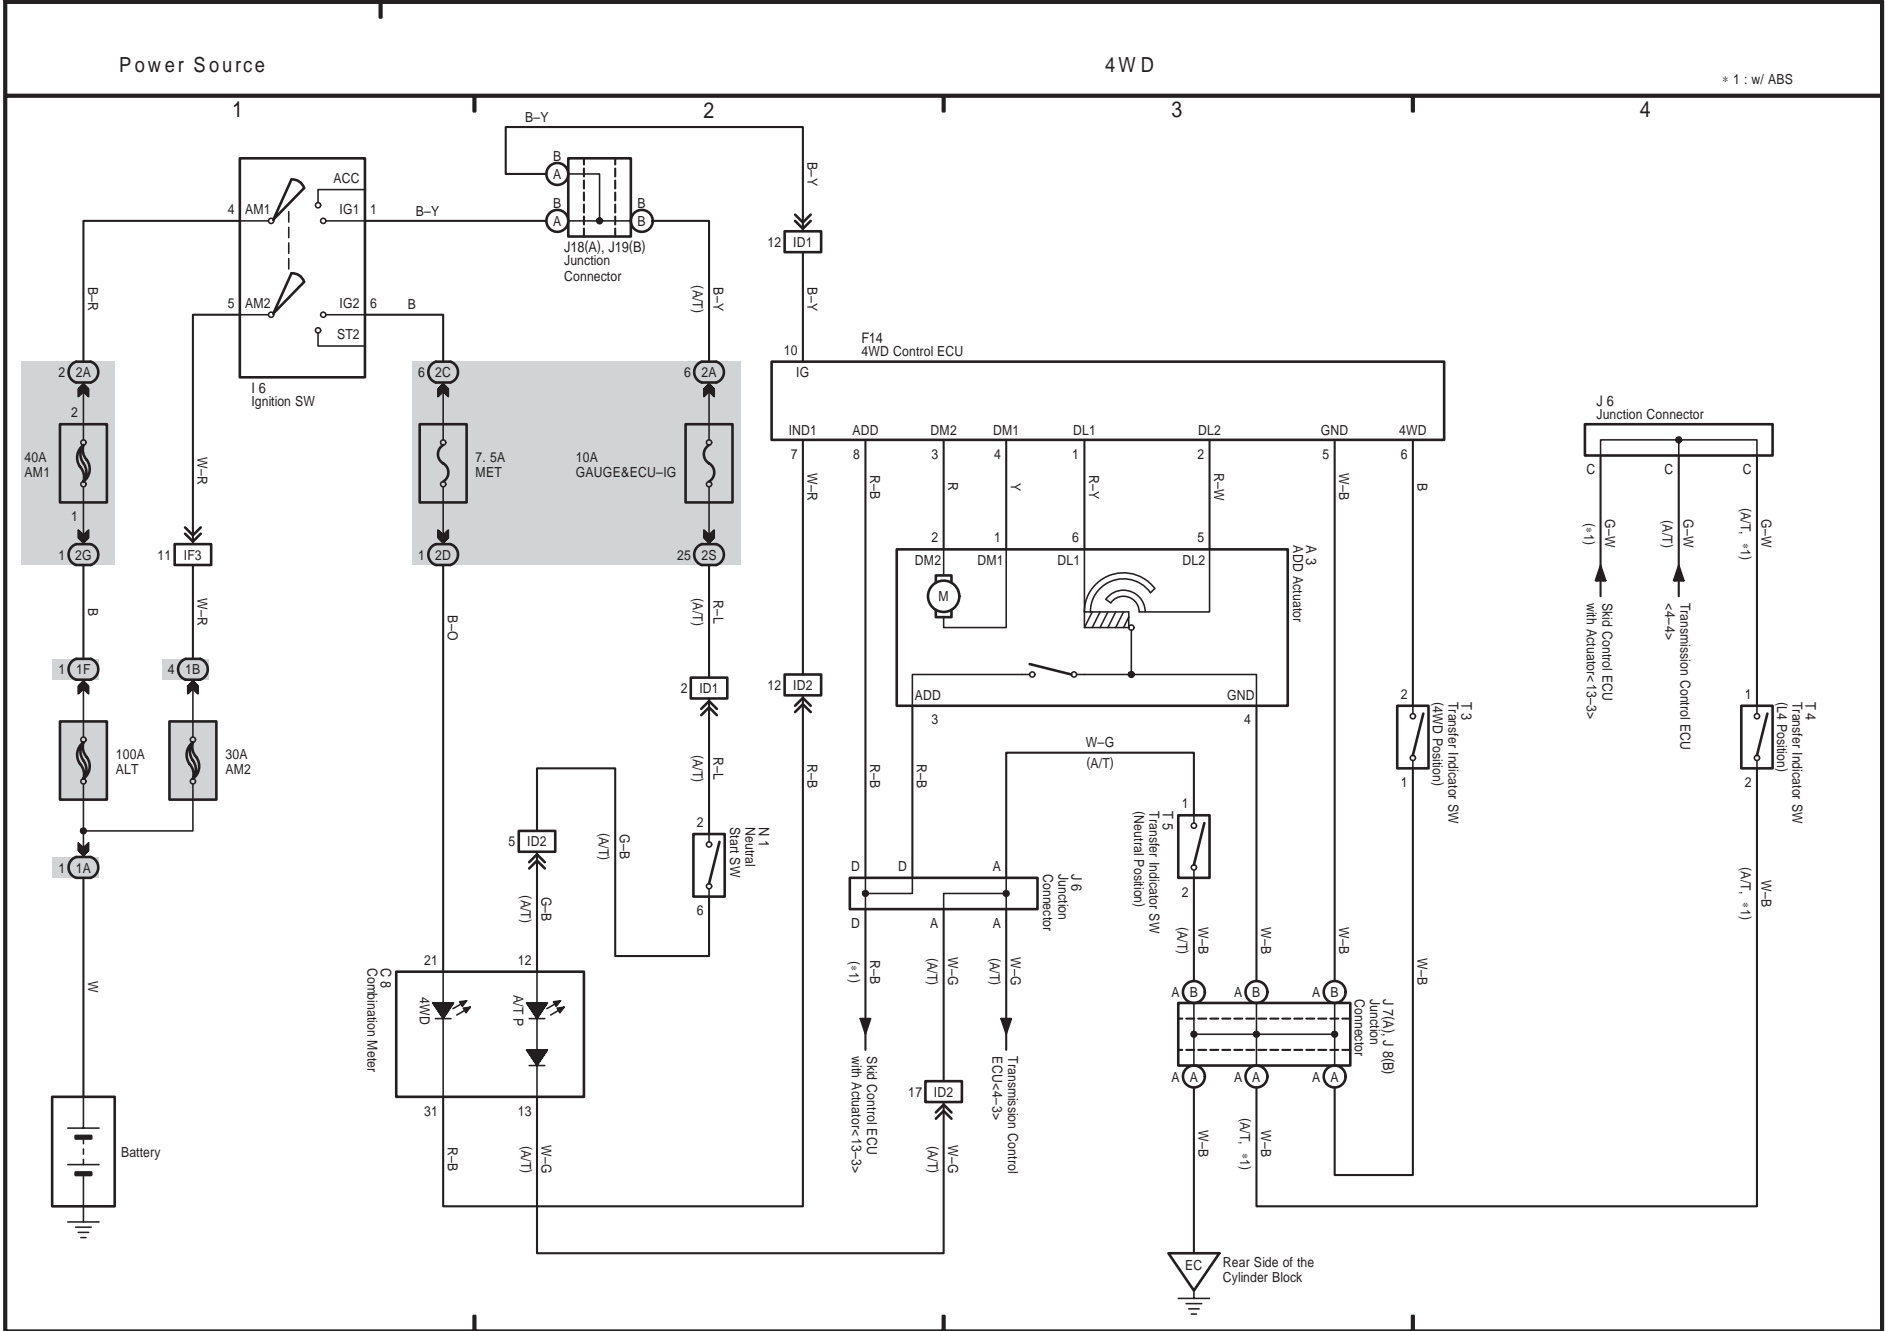 Power Source
4WD
* 1 : w/ ABS
1
2
3
4
B–Y
B
A
B
A
B
B
J18(A), J19(B)
Junction
Connector
B–Y
12 ID1
B–Y
ACC
4 AM1
IG1 1
B–Y
5 AM2
IG2 6
B
ST2
I 6
Ignition SW
B–R
B–Y
(A/T)
2 2A
2
40A
AM1
1
1 2G
W–R
11 IF3
W–R
B
1 1F
4 1B
100A
ALT
30A
AM2
1 1A
W
Battery
6 2C
7. 5A
MET
1 2D
B–O
6 2A
10A
GAUGE&ECU–IG
25 2S
R–L
(A/T)
2 ID1
R–L
(A/T)
2
N 1
Neutral
Start SW
6
G–B
(A/T)
5 ID2
G–B
(A/T)
21
12
4WD
A/T P
C 8
Combination Meter
31
13
R–B
W–G
(A/T)
F14
4WD Control ECU
10
IG
IND1
ADD
DM2
DM1
DL1
DL2
GND
4WD
7
8
3
4
1
2
5
6
W–R
R–B
R
Y
R–Y
R–W
W–B
B
12 ID2
R–B
2
1
6
5
DM2
DM1
DL1
DL2
M
A 3
ADD Actuator
ADD
GND
3
4
R–B
R–B
W–G
(A/T)
1
T 5
Transfer Indicator SW
(Neutral Position)
2
D
D
A
J 6
Junction
Connector
D
A
A
R–B
(*1)
W–G
(A/T)
W–G
(A/T)
Skid Control ECU
with Actuator<13–3>
Transmission Control
ECU<4–3>
17 ID2
W–G
(A/T)
W–B
(A/T)
W–B
W–B
W–B
A B
A B
A B
J 7(A), J 8(B)
Junction
Connector
A A
A A
A A
W–B
W–B
(A/T, *1)
EC
Rear Side of the
Cylinder Block
2
T 3
Transfer Indicator SW
(4WD Position)
1
J 6
Junction Connector
C
C
C
G–W
(*1)
G–W
(A/T)
G–W
(A/T, *1)
Skid Control ECU
with Actuator<13–3>
Transmission Control ECU
<4–4>
1
T 4
Transfer Indicator SW
(L4 Position)
2
W–B
(A/T, *1)